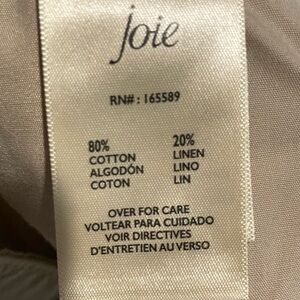 joie
RN#: 165589
80% 20%
COTTON LINEN
ALGODÓN LINO
COTON LIN
OVER FOR CARE
VOLTEAR PARA CUIDADO
VOIR DIRECTIVES
D'ENTRETIEN AU VERSO